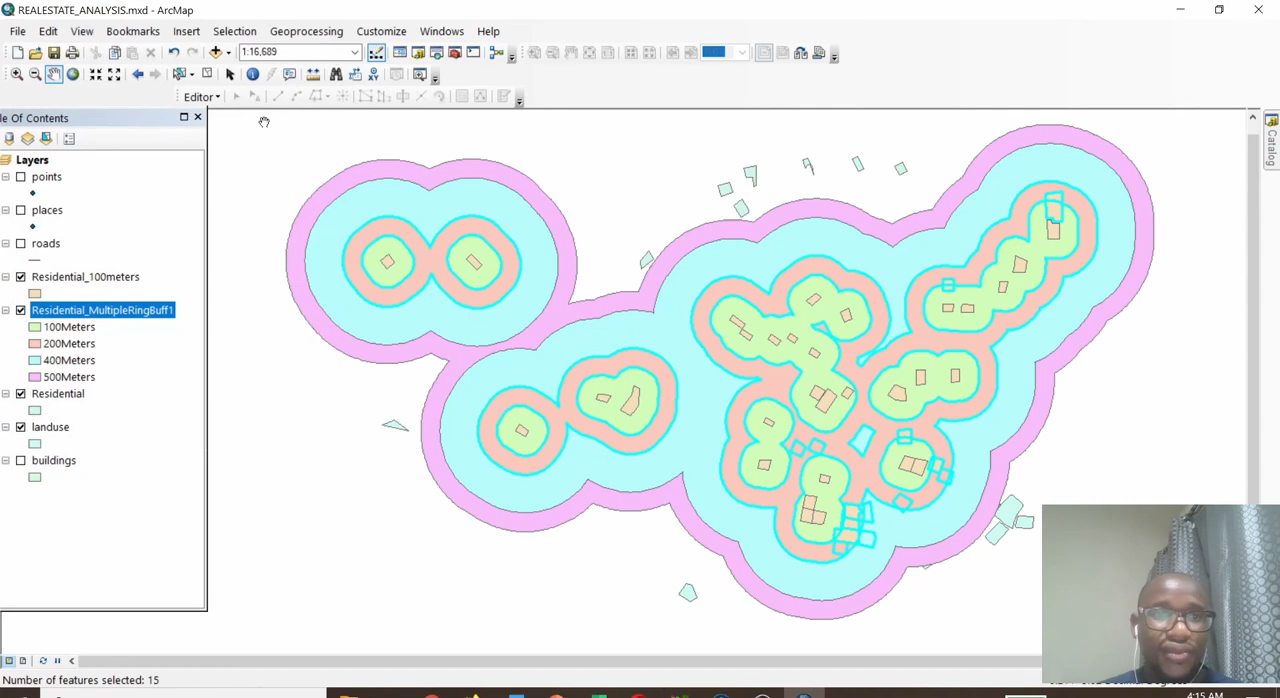 REALESTATE_ANALYSIS.mxd - ArcMap
File Edit View Bookmarks Insert Selection Geoprocessing Customize Windows Help
1:16,689
Editor
le Of Contents
Layers
points
places
roads
Residential_100meters
Residential_MultipleRingBuff1
100Meters
200Meters
400Meters
500Meters
Residential
landuse
buildings
Catalog
Number of features selected: 15
4:15 AM